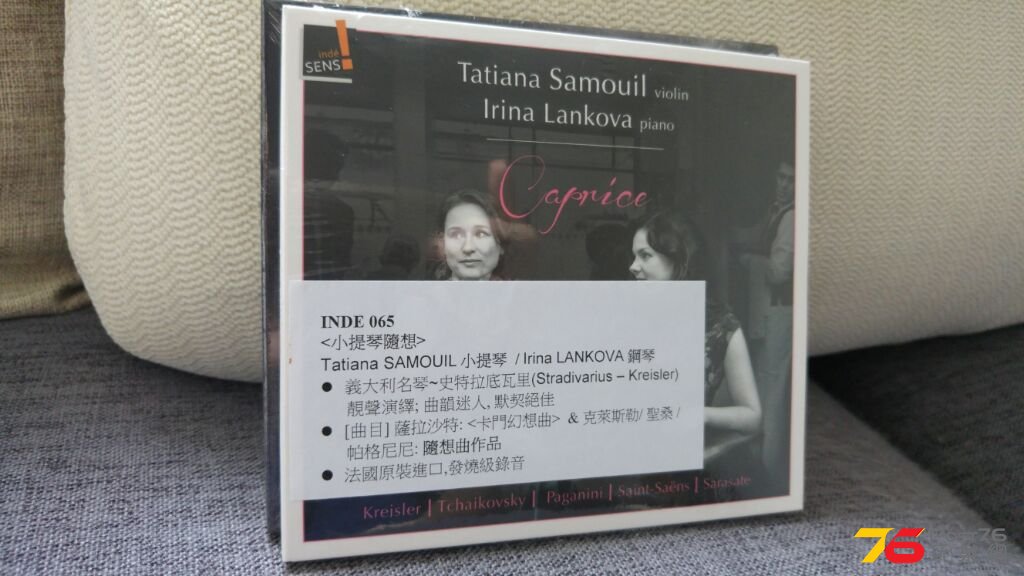 indé
SENS!
Tatiana Samouil violin
Irina Lankova piano
Caprice
INDE 065
<小提琴隨想>
Tatiana SAMOUIL 小提琴 / Irina LANKOVA 鋼琴
● 義大利名琴~史特拉底瓦里(Stradivarius – Kreisler)
靚聲演繹; 曲韻迷人, 默契絕佳
● [曲目] 薩拉沙特: <卡門幻想曲> & 克萊斯勒/ 聖桑 /
帕格尼尼: 隨想曲作品
● 法國原裝進口,發燒級錄音
Kreisler | Tchaikovsky | Paganini | Saint-Saëns | Sarasate
76